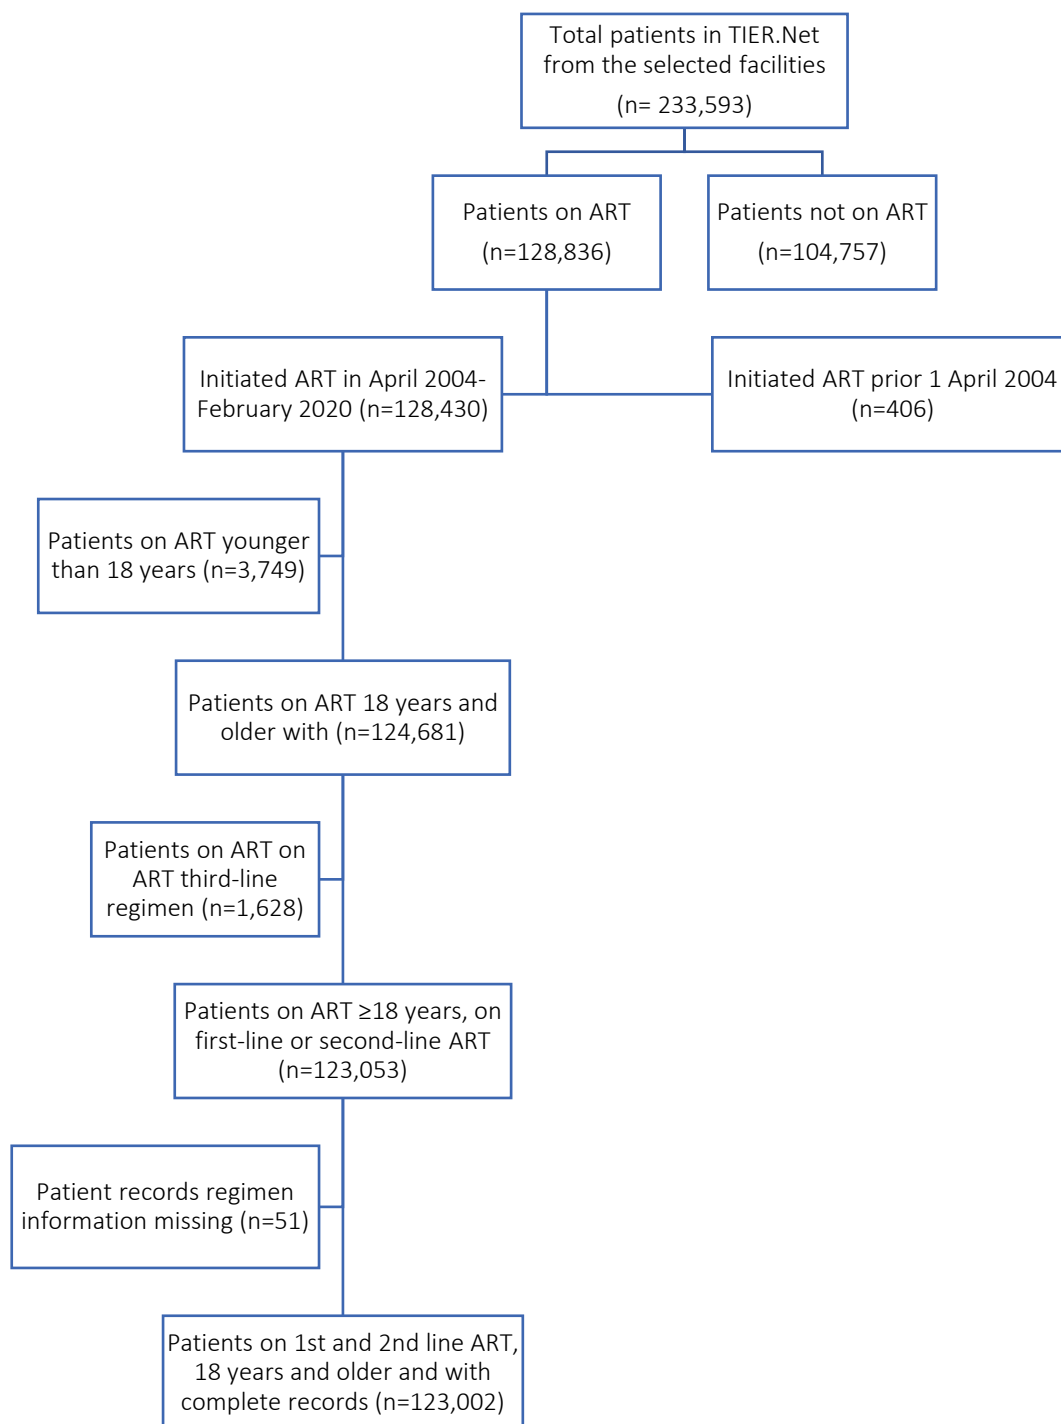 Total patients in TIER.Net
from the selected facilities
(n= 233,593)
Patients on ART
(n=128,836)
Patients not on ART
(n=104,757)
Initiated ART in April 2004-
February 2020 (n=128,430)
Initiated ART prior 1 April 2004
(n=406)
Patients on ART younger
than 18 years (n=3,749)
Patients on ART 18 years and
older with (n=124,681)
Patients on ART on
ART third-line
regimen (n=1,628)
Patients on ART ≥18 years, on
first-line or second-line ART
(n=123,053)
Patient records regimen
information missing (n=51)
Patients on 1st and 2nd line ART,
18 years and older and with
complete records (n=123,002)